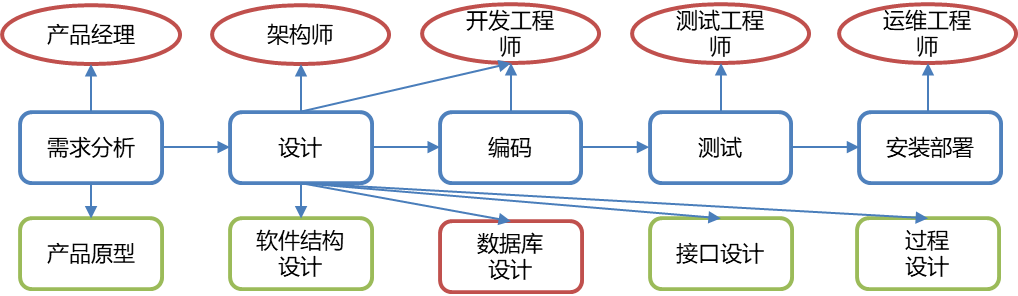 产品经理
架构师
开发工程
师
测试工程
师
运维工程
师
需求分析
设计
编码
测试
安装部署
产品原型
软件结构
设计
数据库
设计
接口设计
过程
设计